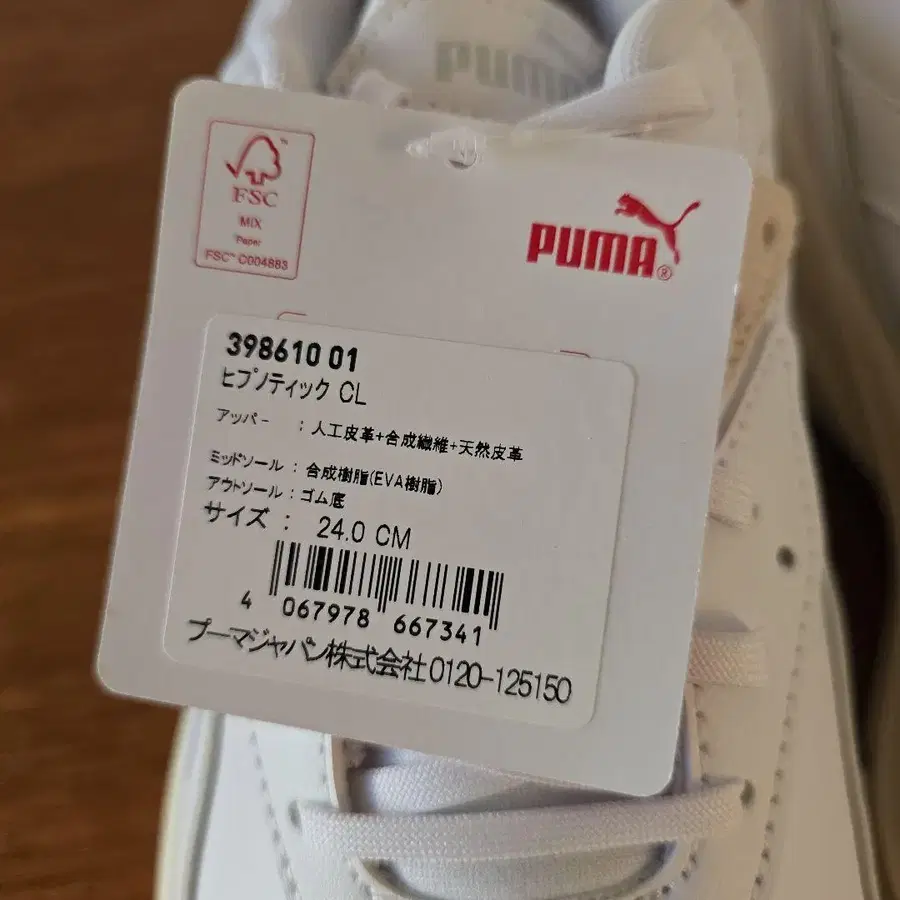 PUMA
FSC
MIX
Paper
FSC™ C004883
PUMA®
398610 01
ヒプノティック CL
アッパー : 人工皮革+合成繊維+天然皮革
ミッドソール : 合成樹脂(EVA樹脂)
アウトソール : ゴム底
サイズ : 24.0 CM
4 067978 667341
プーマジャパン株式会社 0120-125150